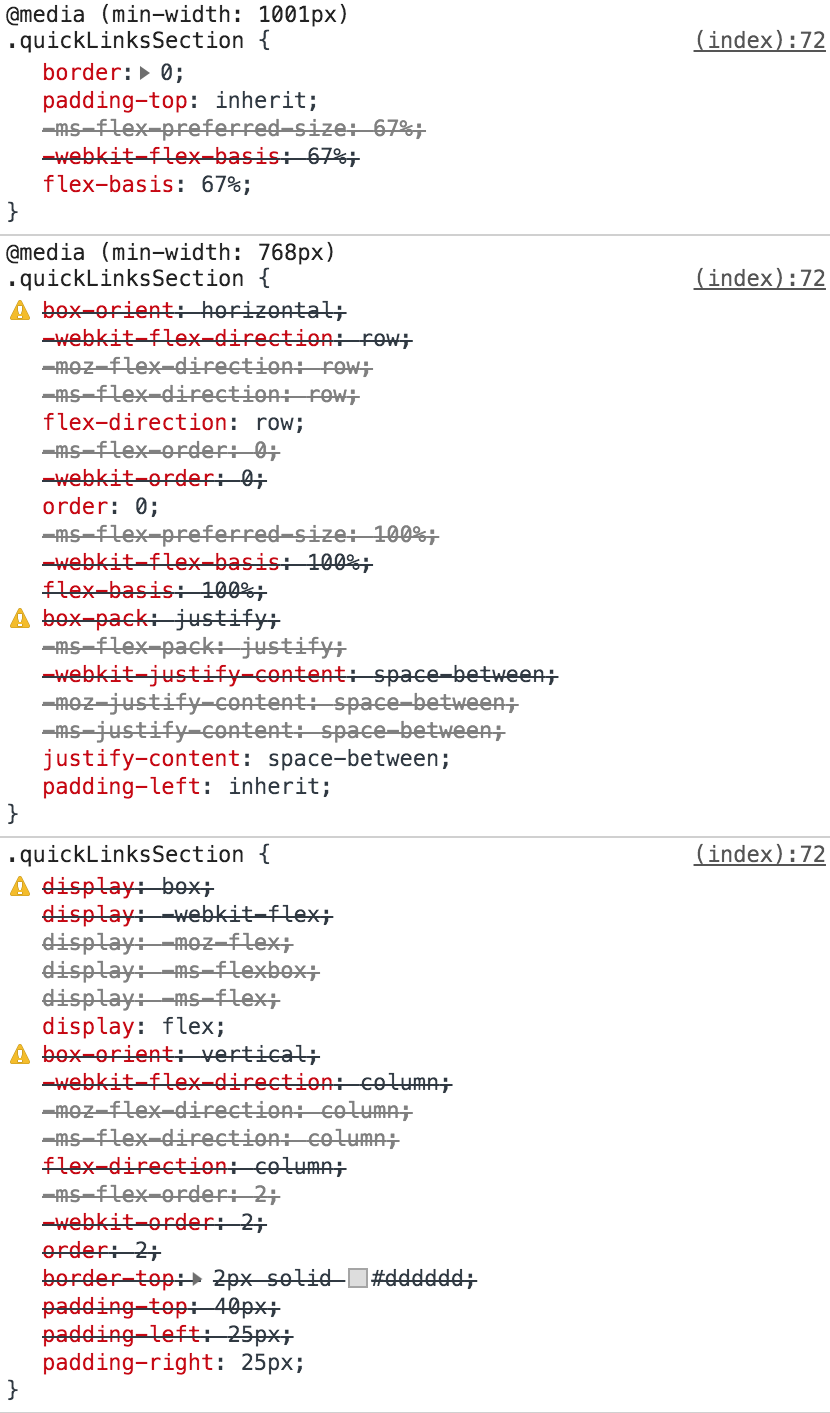 @media (min-width: 1001px)
.quickLinksSection { (index):72
border: 0;
padding-top: inherit;
-ms-flex-preferred-size: 67%;
-webkit-flex-basis: 67%;
flex-basis: 67%;
}
@media (min-width: 768px)
.quickLinksSection { (index):72
box-orient: horizontal;
-webkit-flex-direction: row;
-moz-flex-direction: row;
-ms-flex-direction: row;
flex-direction: row;
-ms-flex-order: 0;
-webkit-order: 0;
order: 0;
-ms-flex-preferred-size: 100%;
-webkit-flex-basis: 100%;
flex-basis: 100%;
box-pack: justify;
-ms-flex-pack: justify;
-webkit-justify-content: space-between;
-moz-justify-content: space-between;
-ms-justify-content: space-between;
justify-content: space-between;
padding-left: inherit;
}
.quickLinksSection { (index):72
display: box;
display: -webkit-flex;
display: -moz-flex;
display: -ms-flexbox;
display: -ms-flex;
display: flex;
box-orient: vertical;
-webkit-flex-direction: column;
-moz-flex-direction: column;
-ms-flex-direction: column;
flex-direction: column;
-ms-flex-order: 2;
-webkit-order: 2;
order: 2;
border-top: 2px solid #dddddd;
padding-top: 40px;
padding-left: 25px;
padding-right: 25px;
}